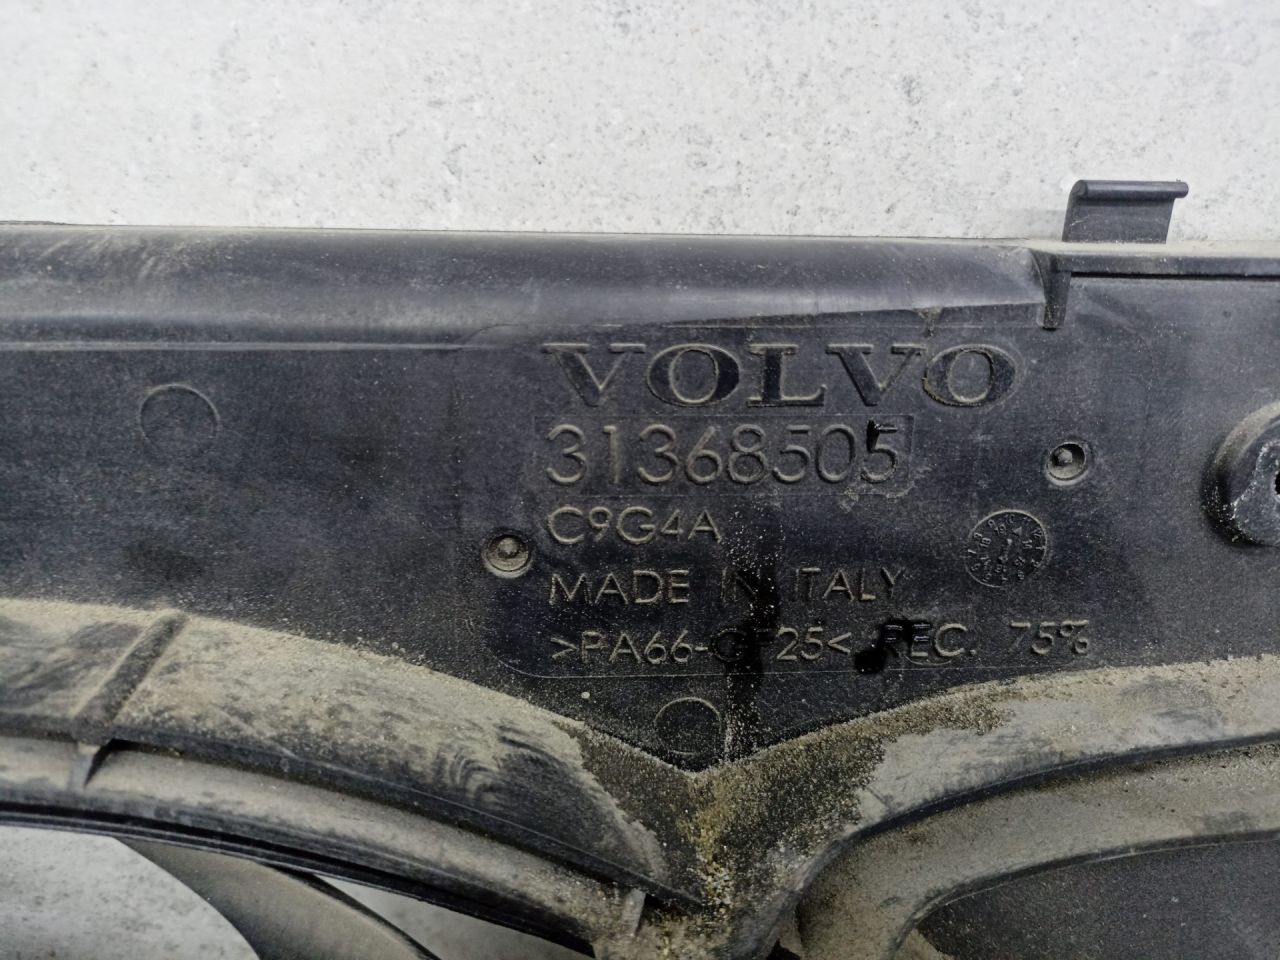 VOLVO
31368505
C9G4A
MADE IN ITALY
>PA66-GF25< REC. 75%